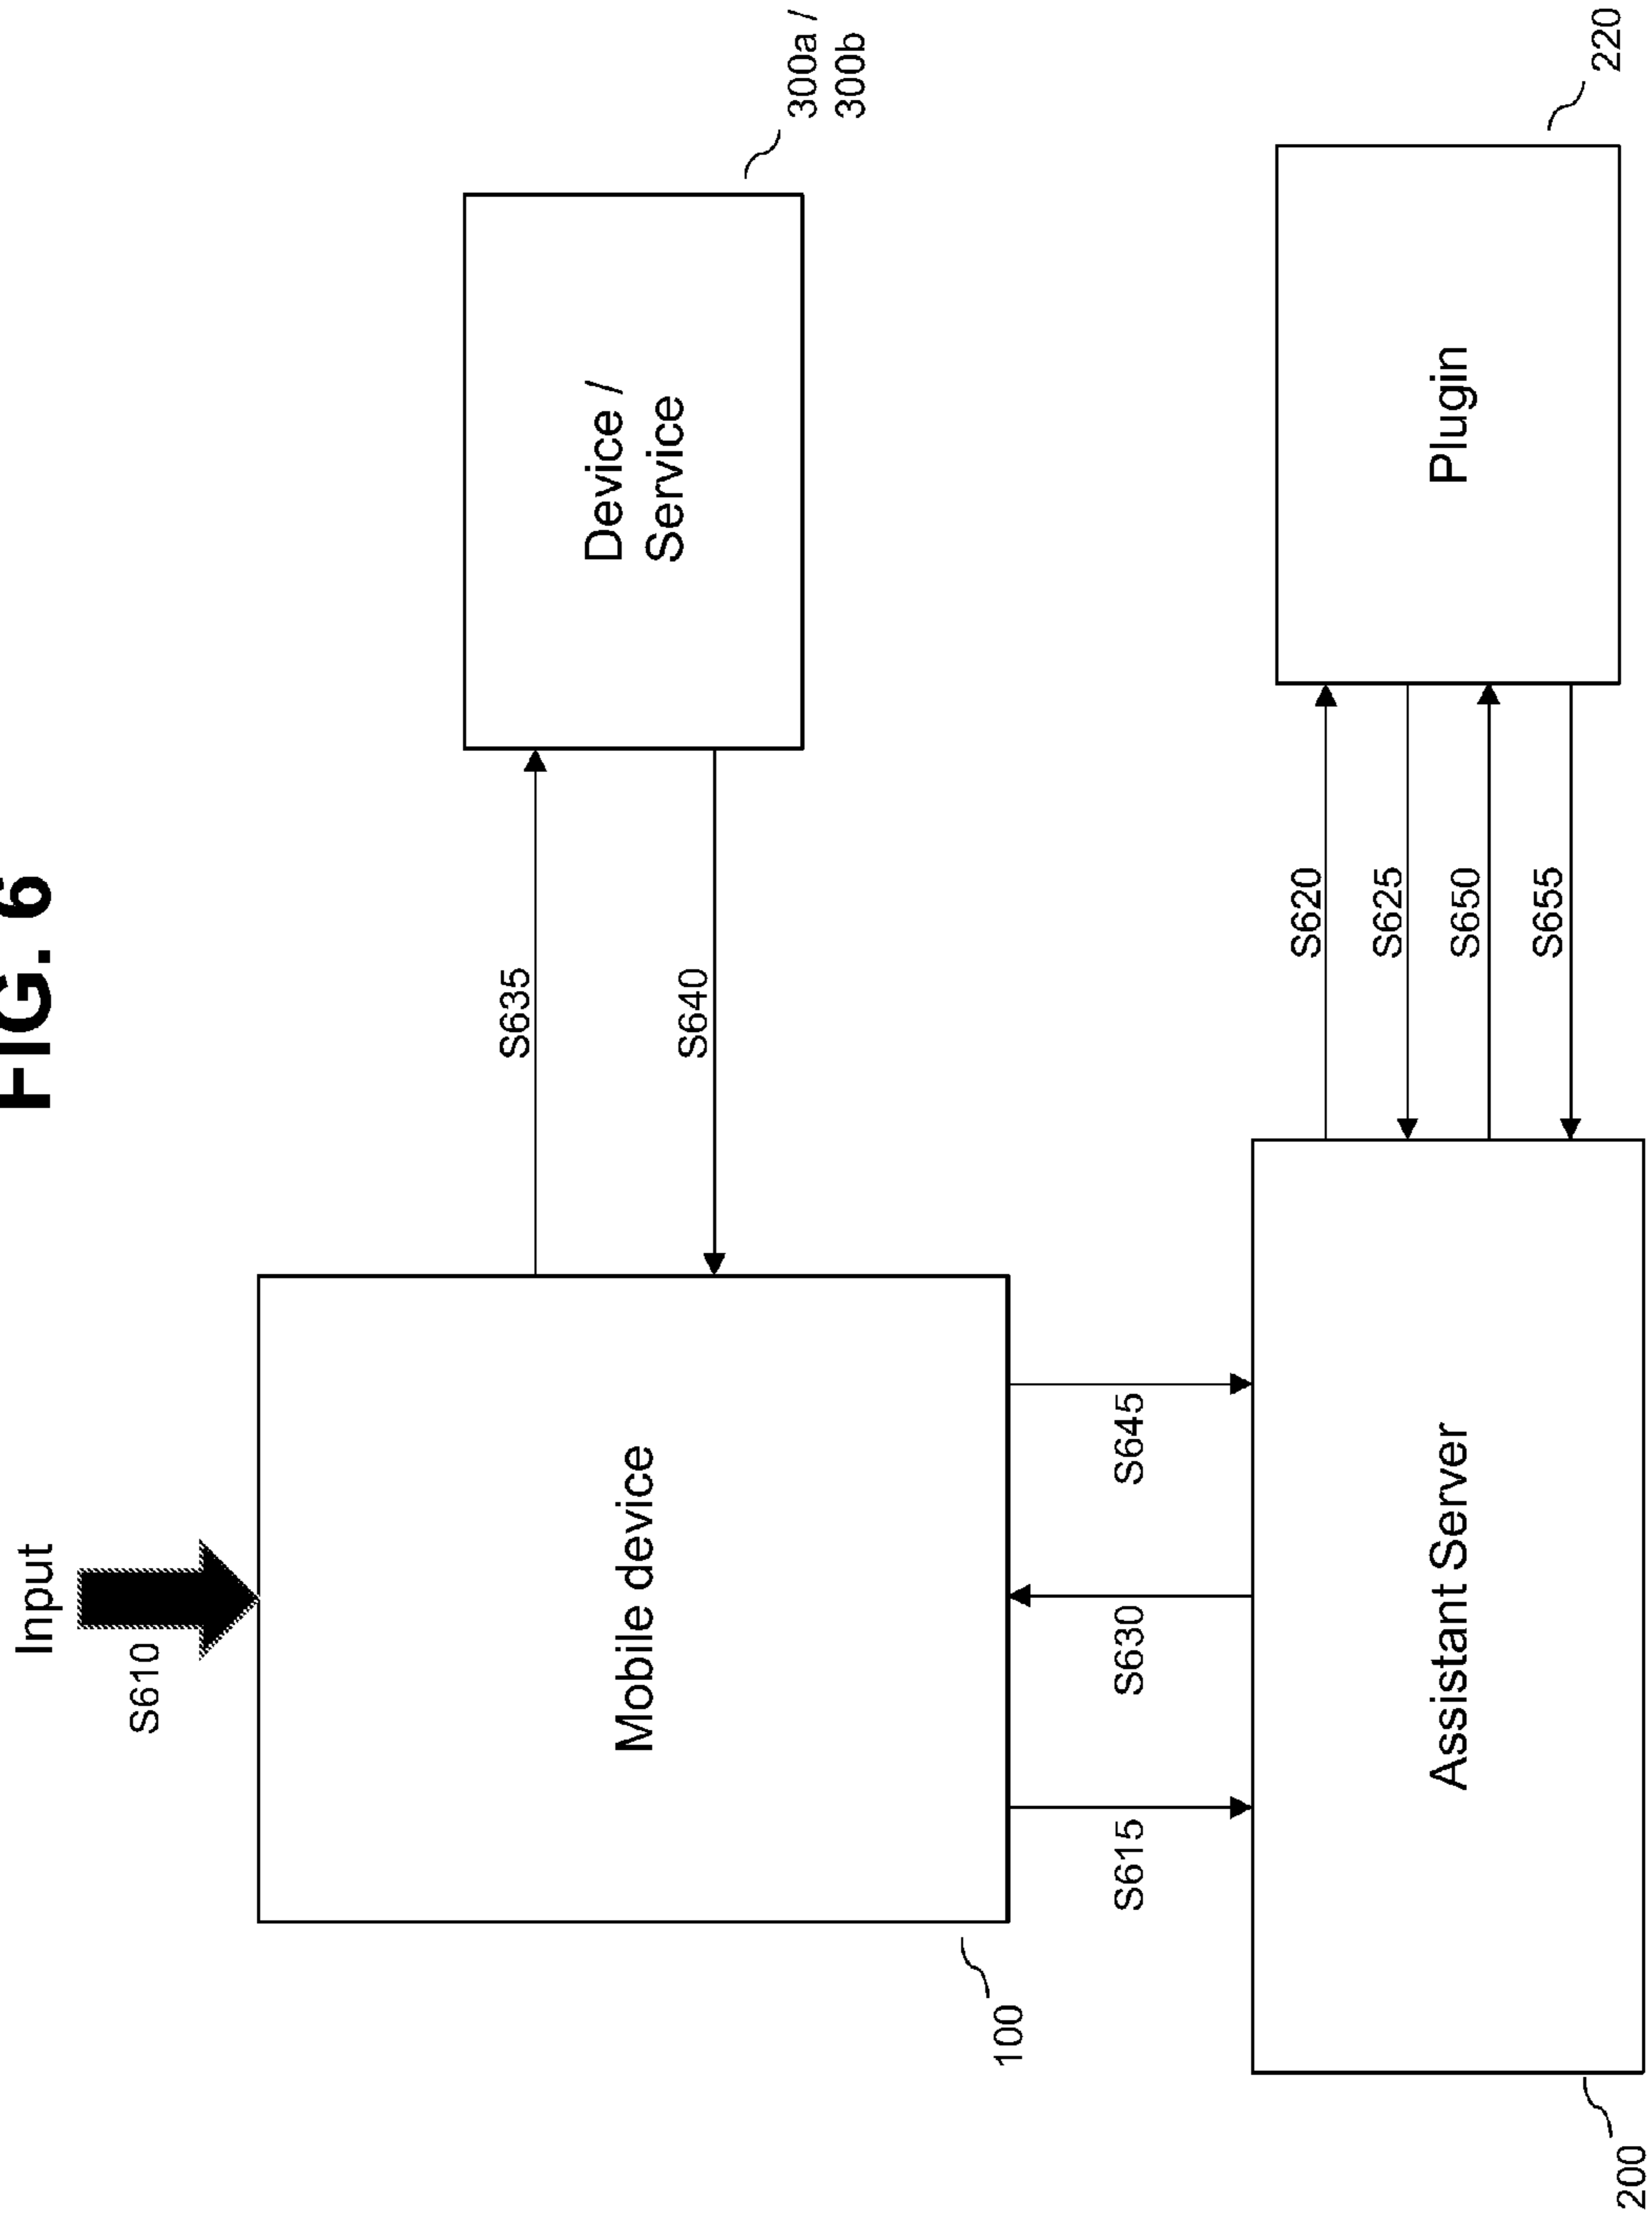 FIG. 6
Input
S610
Mobile device
100
S635
S640
Device /
Service
300a /
300b
S615
S630
S645
Assistant Server
200
S620
S625
S650
S655
Plugin
220